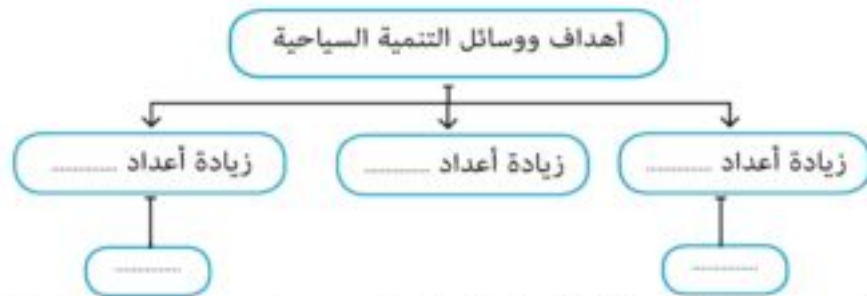 أهداف ووسائل التنمية السياحية
زيادة أعداد ............
زيادة أعداد ............
زيادة أعداد ............
............
............